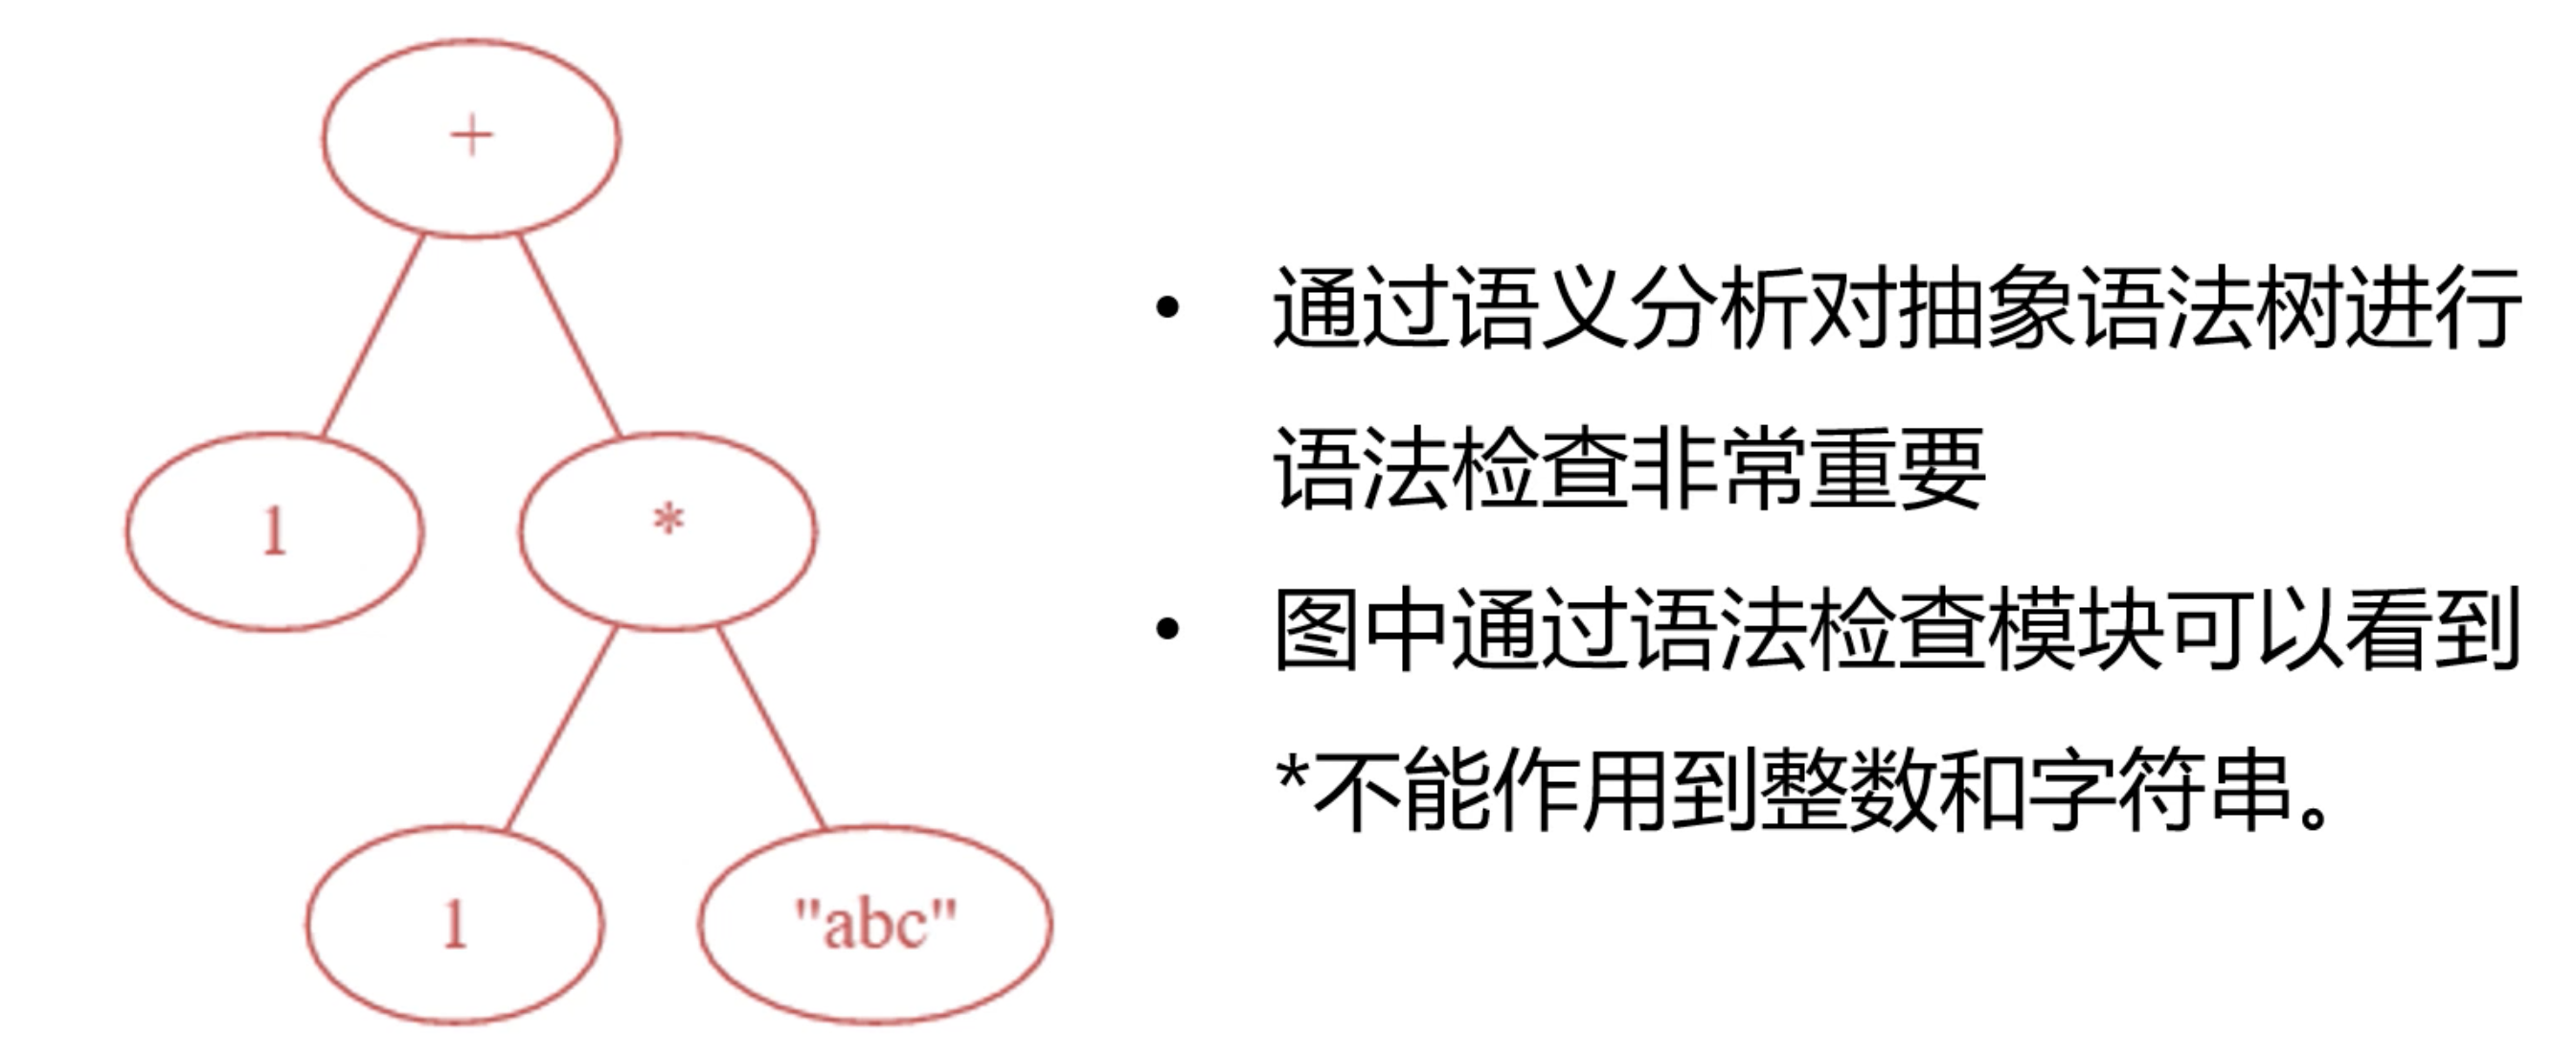 +
1
*
1
"abc"
• 通过语义分析对抽象语法树进行
语法检查非常重要
• 图中通过语法检查模块可以看到
*不能作用到整数和字符串。